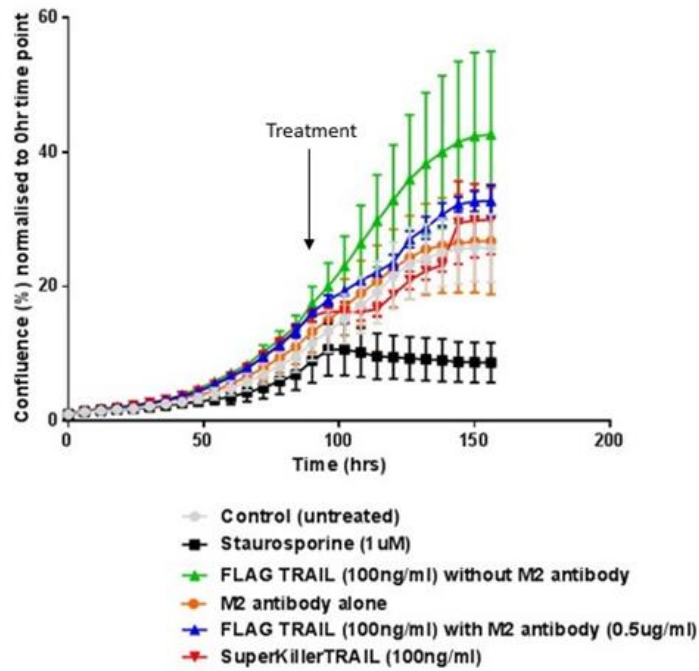 60
40
20
0
Confluence (%) normalised to 0hr time point
Treatment
0
50
100
150
200
Time (hrs)
Control (untreated)
Staurosporine (1uM)
FLAG TRAIL (100ng/ml) without M2 antibody
M2 antibody alone
FLAG TRAIL (100ng/ml) with M2 antibody (0.5ug/ml)
SuperKillerTRAIL (100ng/ml)